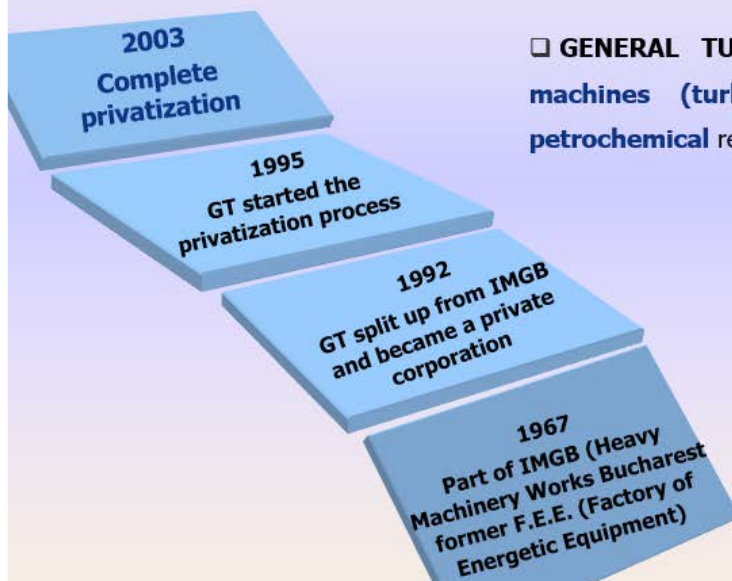 2003
Complete
privatization
1995
GT started the
privatization process
1992
GT split up from IMGB
and became a private
corporation
1967
Part of IMGB (Heavy
Machinery Works Bucharest
former F.E.E. (Factory of
Energetic Equipment)
❑ GENERAL
machines
petrochemical